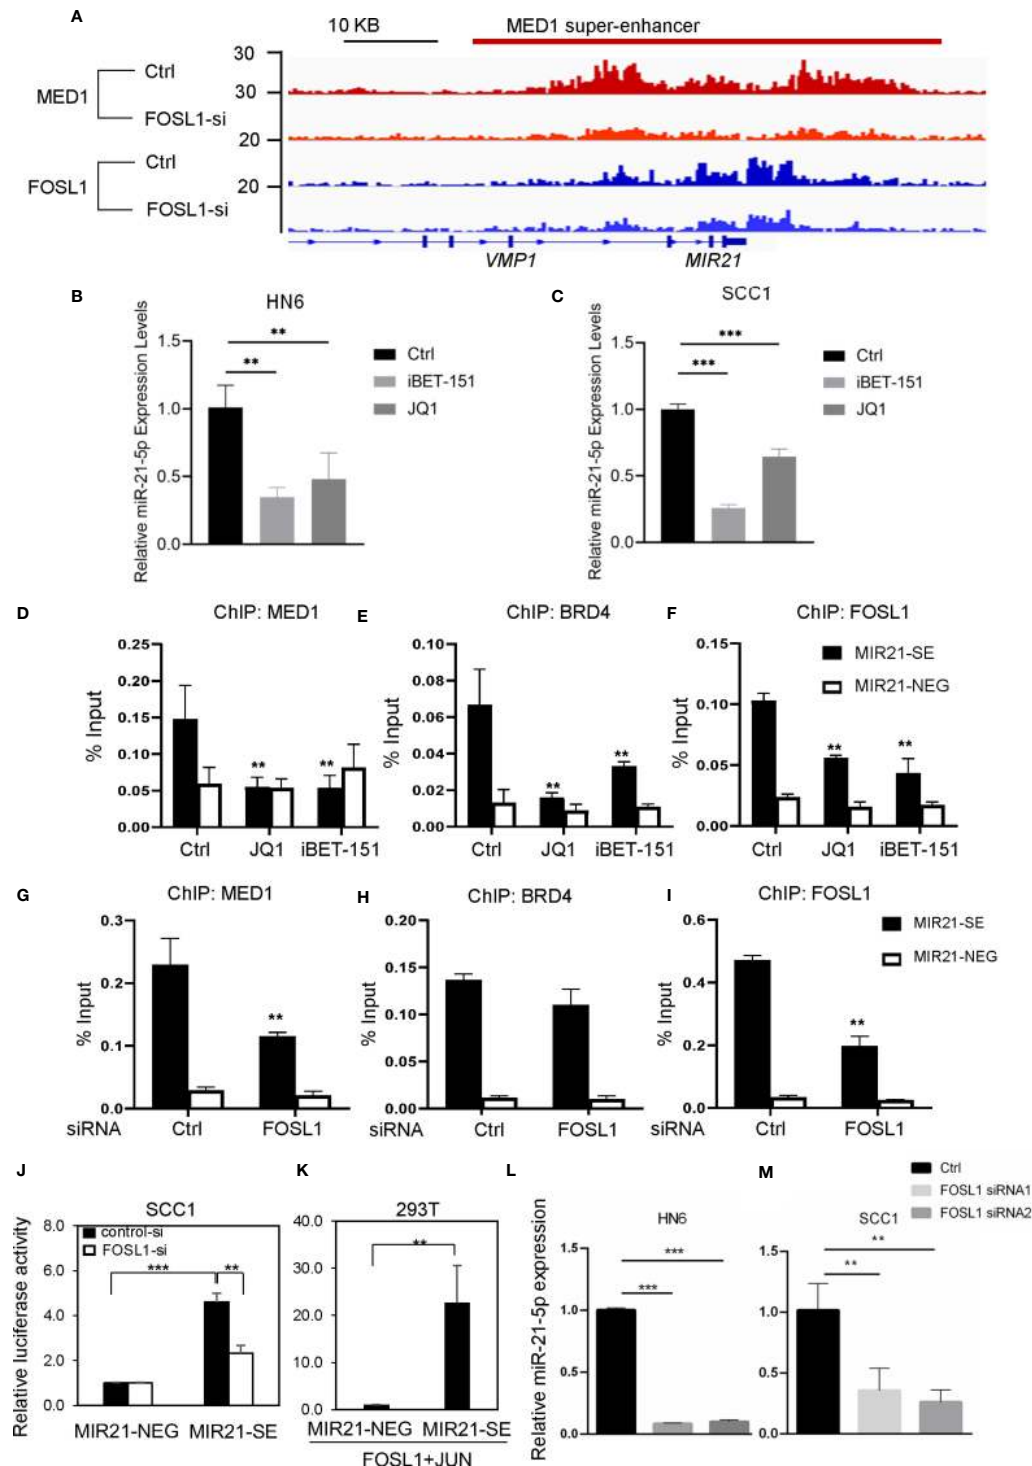 A
10 KB
MED1 super-enhancer
30
MED1
Ctrl
30
FOSL1-si
20
FOSL1
Ctrl
20
FOSL1-si
VMP1
MIR21
B
HN6
Relative miR-21-5p Expression Levels
1.5
1.0
0.5
0.0
**
**
Ctrl
iBET-151
JQ1
C
SCC1
Relative miR-21-5p Expression Levels
1.5
1.0
0.5
0.0
***
***
Ctrl
iBET-151
JQ1
D
ChIP: MED1
% Input
0.25
0.20
0.15
0.10
0.05
0.00
**
**
Ctrl
JQ1
iBET-151
E
ChIP: BRD4
% Input
0.10
0.08
0.06
0.04
0.02
0.00
**
**
Ctrl
JQ1
iBET-151
F
ChIP: FOSL1
% Input
0.15
0.10
0.05
0.00
**
**
Ctrl
JQ1
iBET-151
MIR21-SE
MIR21-NEG
G
ChIP: MED1
% Input
0.3
0.2
0.1
0.0
**
siRNA
Ctrl
FOSL1
H
ChIP: BRD4
% Input
0.20
0.15
0.10
0.05
0.00
siRNA
Ctrl
FOSL1
I
ChIP: FOSL1
% Input
0.6
0.4
0.2
0.0
**
siRNA
Ctrl
FOSL1
MIR21-SE
MIR21-NEG
J
SCC1
Relative luciferase activity
8.0
6.0
4.0
2.0
0.0
control-si
FOSL1-si
***
**
MIR21-NEG
MIR21-SE
K
293T
40.0
30.0
20.0
10.0
0.0
**
MIR21-NEG
MIR21-SE
FOSL1+JUN
L
HN6
Relative miR-21-5p expression
1.5
1.0
0.5
0.0
***
***
M
Ctrl
FOSL1 siRNA1
FOSL1 siRNA2
SCC1
1.5
1.0
0.5
0.0
**
**